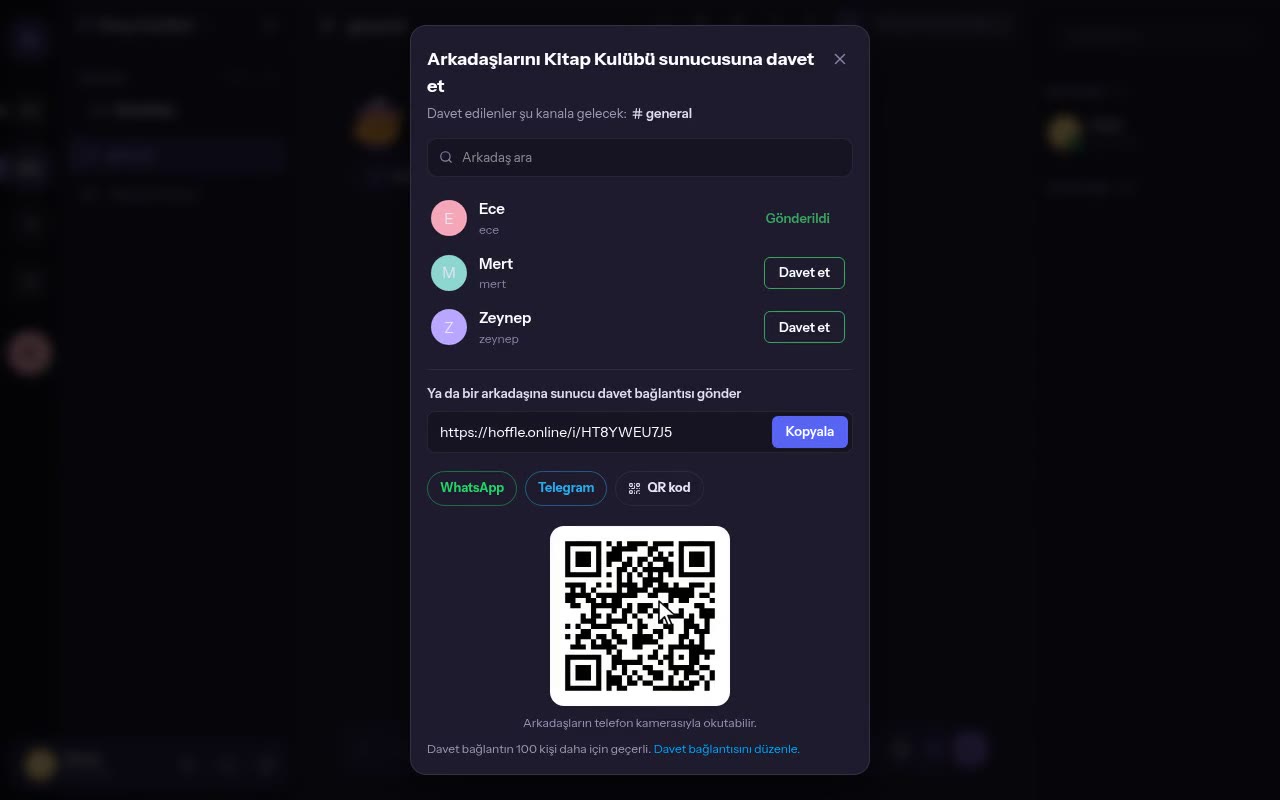 Arkadaşlarını Kitap Kulübü sunucusuna davet
et
Davet edilenler şu kanala gelecek: # general
Arkadaş ara
E
Ece
ece
Gönderildi
M
Mert
mert
Davet et
Z
Zeynep
zeynep
Davet et
Ya da bir arkadaşına sunucu davet bağlantısı gönder
https://hoffle.online/i/HT8YWEU7J5
Kopyala
WhatsApp
Telegram
QR kod
Arkadaşların telefon kamerasıyla okutabilir.
Davet bağlantın 100 kişi daha için geçerli. Davet bağlantısını düzenle.